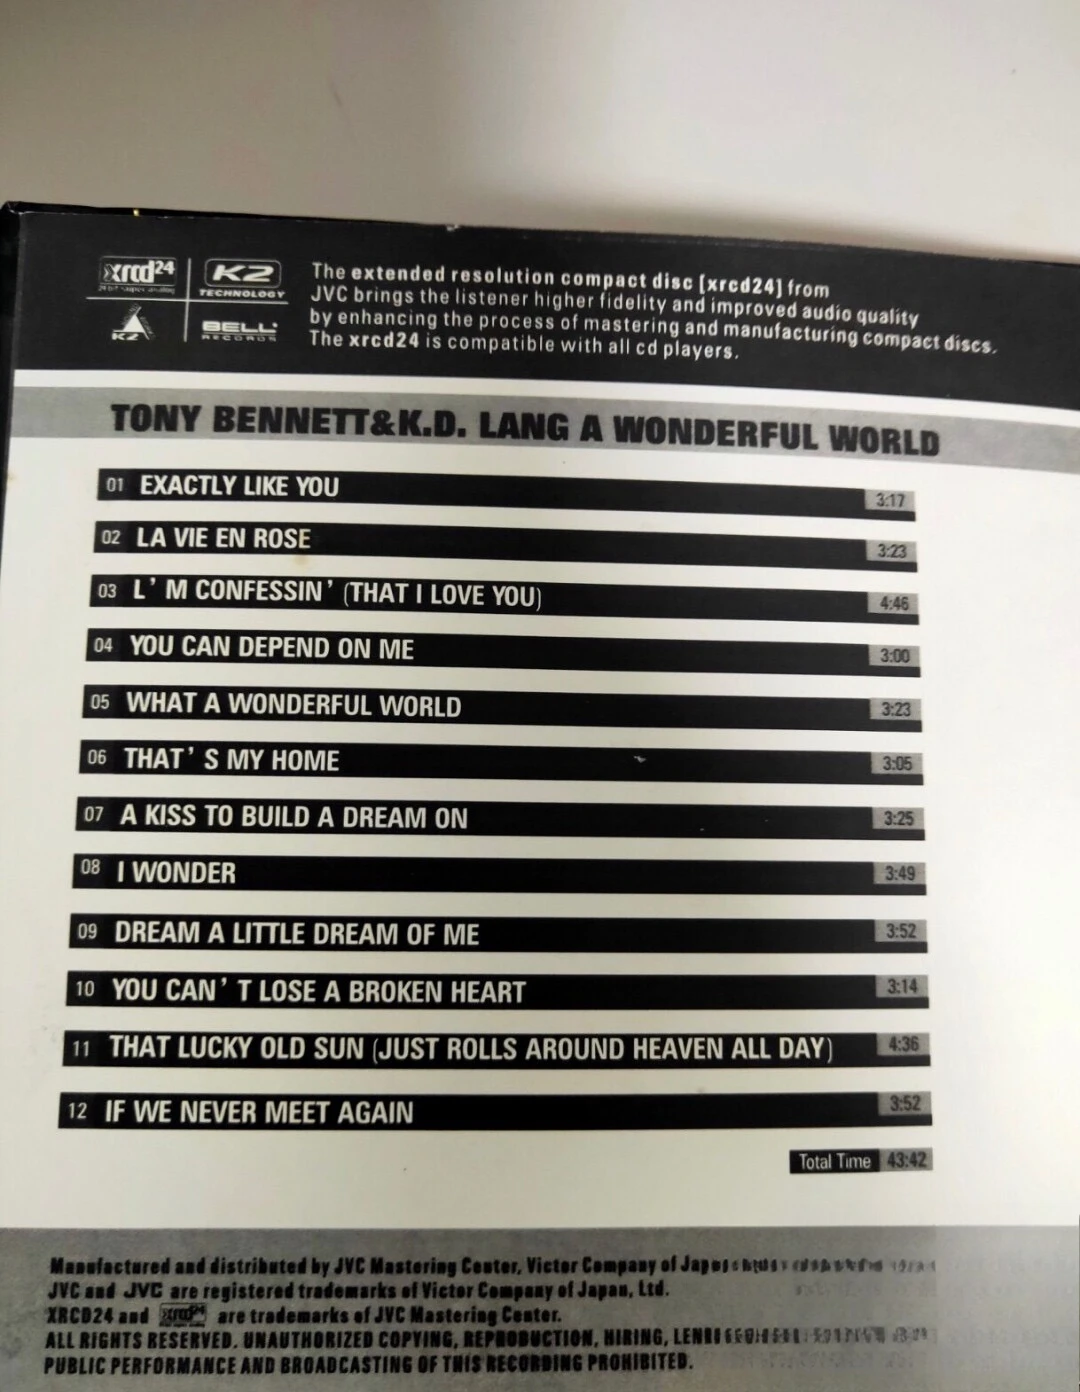 xrcd24
K2
TECHNOLOGY
K2
BELL
RECORDS
The extended resolution compact disc [xrcd24] from
JVC brings the listener higher fidelity and improved audio quality
by enhancing the process of mastering and manufacturing compact discs.
The xrcd24 is compatible with all cd players.
TONY BENNETT&K.D. LANG A WONDERFUL WORLD
01 EXACTLY LIKE YOU 3:17
02 LA VIE EN ROSE 3:23
03 L' M CONFESSIN' (THAT I LOVE YOU) 4:46
04 YOU CAN DEPEND ON ME 3:00
05 WHAT A WONDERFUL WORLD 3:23
06 THAT' S MY HOME 3:05
07 A KISS TO BUILD A DREAM ON 3:25
08 I WONDER 3:49
09 DREAM A LITTLE DREAM OF ME 3:52
10 YOU CAN' T LOSE A BROKEN HEART 3:14
11 THAT LUCKY OLD SUN (JUST ROLLS AROUND HEAVEN ALL DAY) 4:36
12 IF WE NEVER MEET AGAIN 3:52
Total Time 43:42
Manufactured and distributed by JVC Mastering Center, Victor Company of
JVC and JVC are registered trademarks of Victor Company of Japan, Ltd.
XRCD24 and xrcd24 are trademarks of JVC Mastering Center.
ALL RIGHTS RESERVED. UNAUTHORIZED COPYING, REPRODUCTION, HIRING,
PUBLIC PERFORMANCE AND BROADCASTING OF THIS RECORDING PROHIBITED.